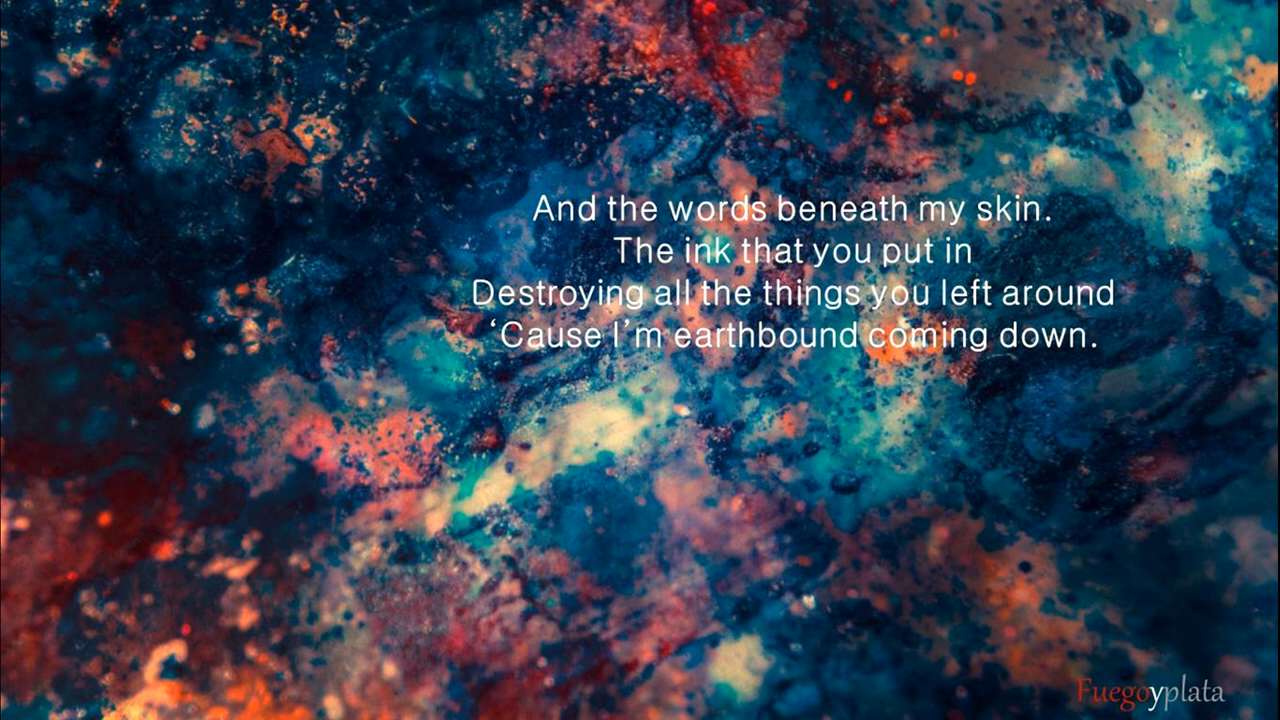 And the words beneath my skin.
The ink that you put in
Destroying all the things you left around
‘Cause I’m earthbound coming down.
Fuegoyplata